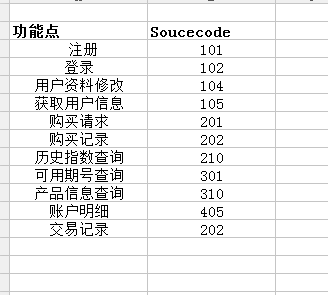 功能点 Soucecode
注册 101
登录 102
用户资料修改 104
获取用户信息 105
购买请求 201
购买记录 202
历史指数查询 210
可用期号查询 301
产品信息查询 310
账户明细 405
交易记录 202